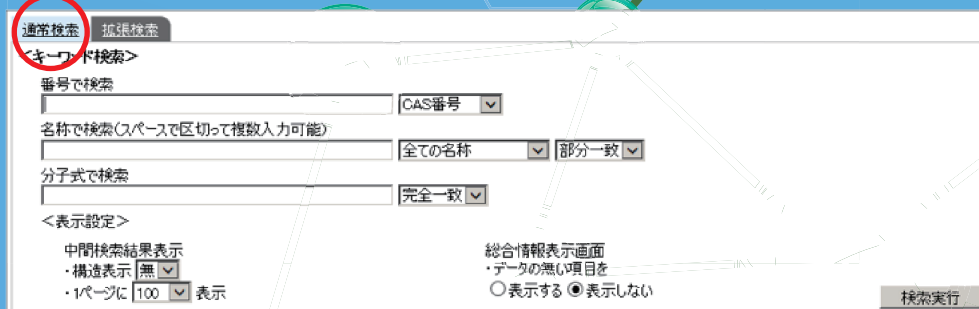 通常検索 拡張検索
<キーワード検索>
番号で検索
CAS番号
名称で検索(スペースで区切って複数入力可能)
全ての名称 部分一致
分子式で検索
完全一致
<表示設定>
中間検索結果表示 総合情報表示画面
・構造表示 無 ・データの無い項目を
・1ページに 100 表示 表示する 表示しない
検索実行